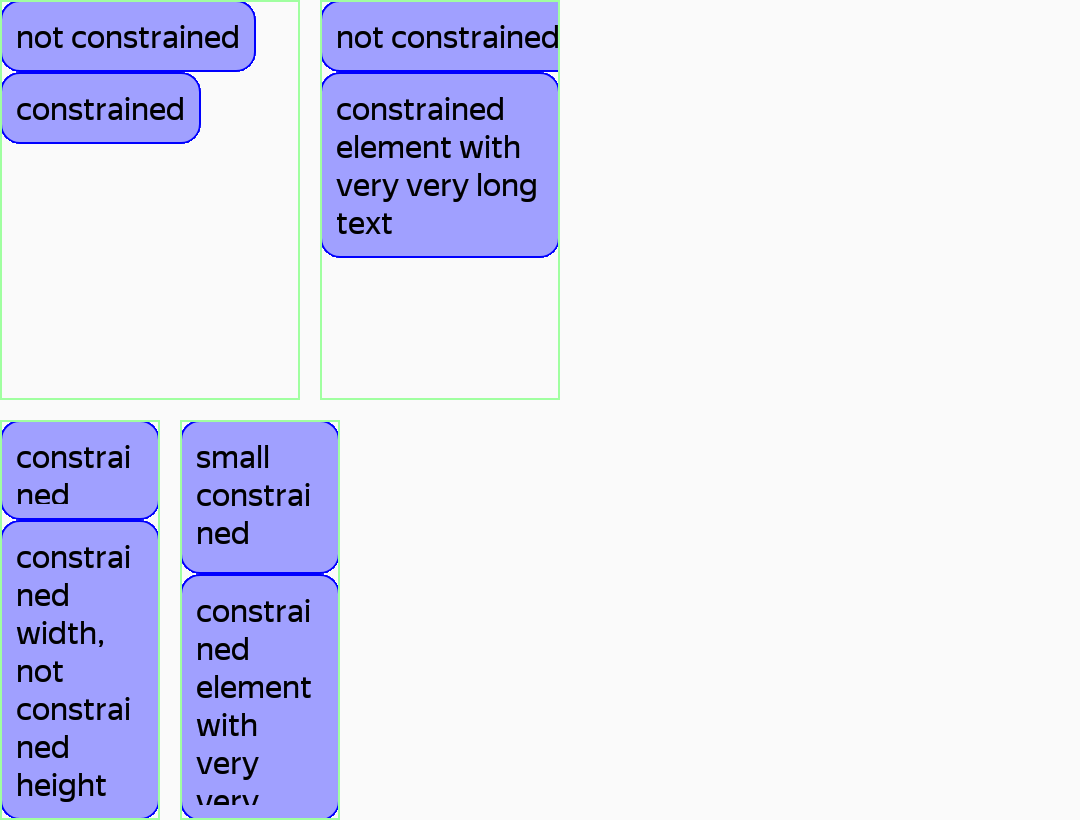 not constrained
constrained
not constrained
constrained
element with
very very long
text
constrai
ned
constrai
ned
width,
not
constrai
ned
height
small
constrai
ned
constrai
ned
element
with
very
very